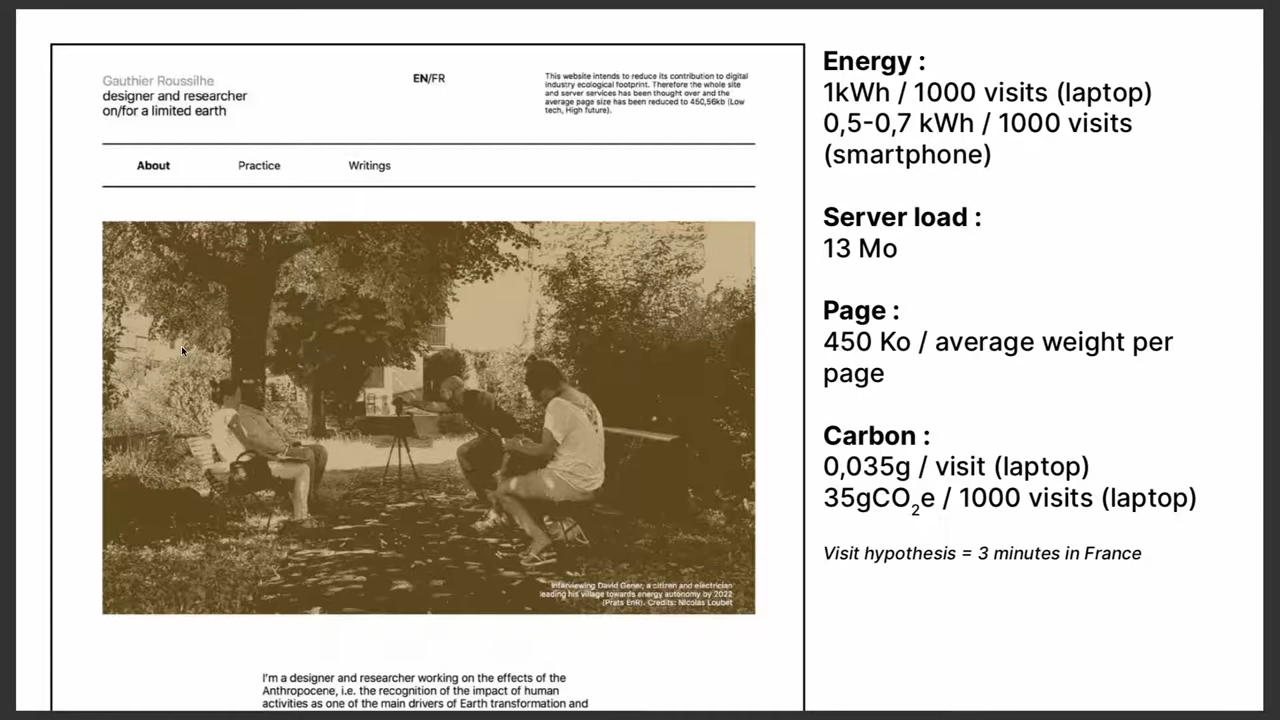 Gauthier Roussilhe
designer and researcher
on/for a limited earth
EN/FR
This website intends to reduce its contribution to digital
industry ecological footprint. Therefore the whole site
and server services has been thought over and the
average page size has been reduced to 450,56kb (Low
tech, High future).
About
Practice
Writings
Interviewing David Gener, a citizen and electrician
leading his village towards energy autonomy by 2022
(Prats EnR). Credits: Nicolas Loubet
I'm a designer and researcher working on the effects of the
Anthropocene, i.e. the recognition of the impact of human
activities as one of the main drivers of Earth transformation and
Energy :
1kWh / 1000 visits (laptop)
0,5-0,7 kWh / 1000 visits
(smartphone)
Server load :
13 Mo
Page :
450 Ko / average weight per
page
Carbon :
0,035g / visit (laptop)
35gCO₂e / 1000 visits (laptop)
Visit hypothesis = 3 minutes in France